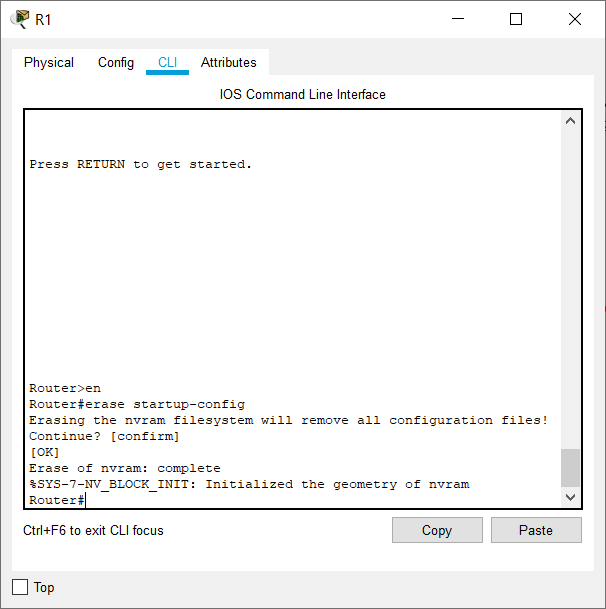 R1
Physical Config CLI Attributes
IOS Command Line Interface
Press RETURN to get started.
Router>en
Router#erase startup-config
Erasing the nvram filesystem will remove all configuration files!
Continue? [confirm]
[OK]
Erase of nvram: complete
%SYS-7-NV_BLOCK_INIT: Initialized the geometry of nvram
Router#
Ctrl+F6 to exit CLI focus Copy Paste
Top